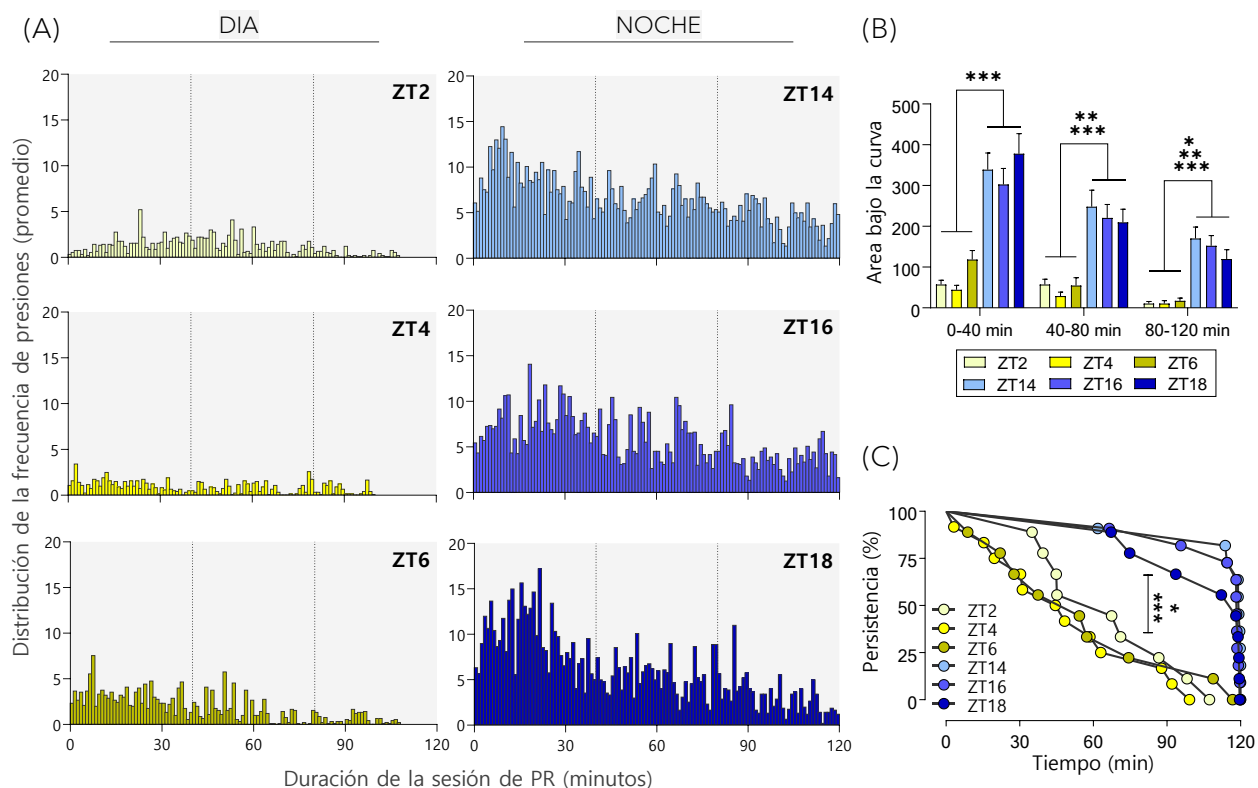 (A)
DIA
NOCHE
Distribución de la frecuencia de presiones (promedio)
20
15
10
5
0
ZT2
20
15
10
5
0
ZT14
20
15
10
5
0
ZT4
20
15
10
5
0
ZT16
20
15
10
5
0
ZT6
0
30
60
90
120
20
15
10
5
0
ZT18
0
30
60
90
120
Duración de la sesión de PR (minutos)
(B)
Area bajo la curva
500
400
300
200
100
0
***
**
***
*
**
***
0-40 min
40-80 min
80-120 min
ZT2
ZT4
ZT6
ZT14
ZT16
ZT18
(C)
Persistencia (%)
100
75
50
25
0
ZT2
ZT4
ZT6
ZT14
ZT16
ZT18
***
*
0
30
60
90
120
Tiempo (min)